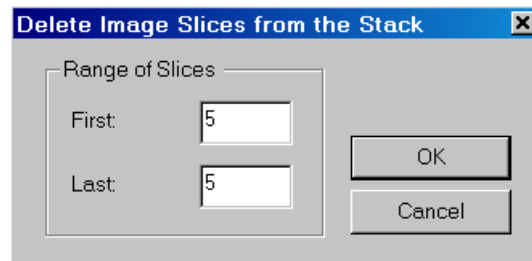 Delete Image Slices from the Stack
Range of Slices
First: 5
Last: 5
OK
Cancel